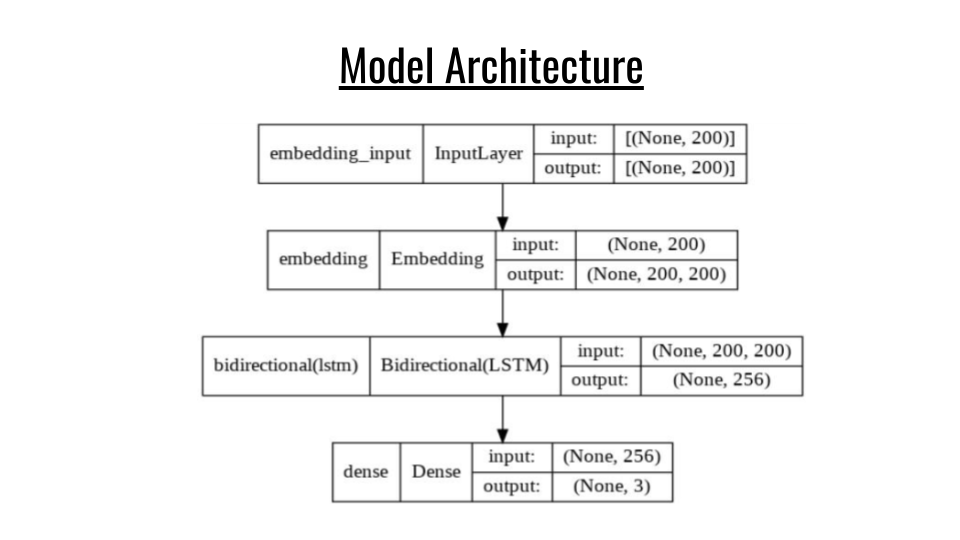 Model Architecture
embedding_input InputLayer input: [(None, 200)]
output: [(None, 200)]
embedding Embedding input: (None, 200)
output: (None, 200, 200)
bidirectional(lstm) Bidirectional(LSTM) input: (None, 200, 200)
output: (None, 256)
dense Dense input: (None, 256)
output: (None, 3)